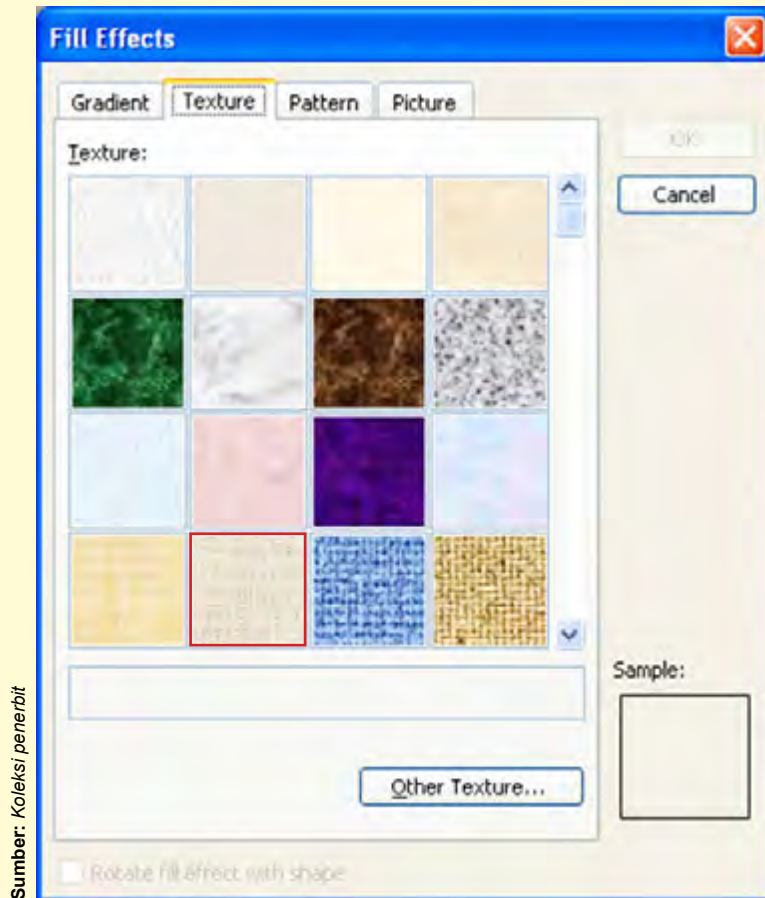 Fill Effects
Gradient Texture Pattern Picture
Texture:
OK
Cancel
Sample:
Other Texture...
Rotate fill effect with shape
Sumber: Koleksi penerbit